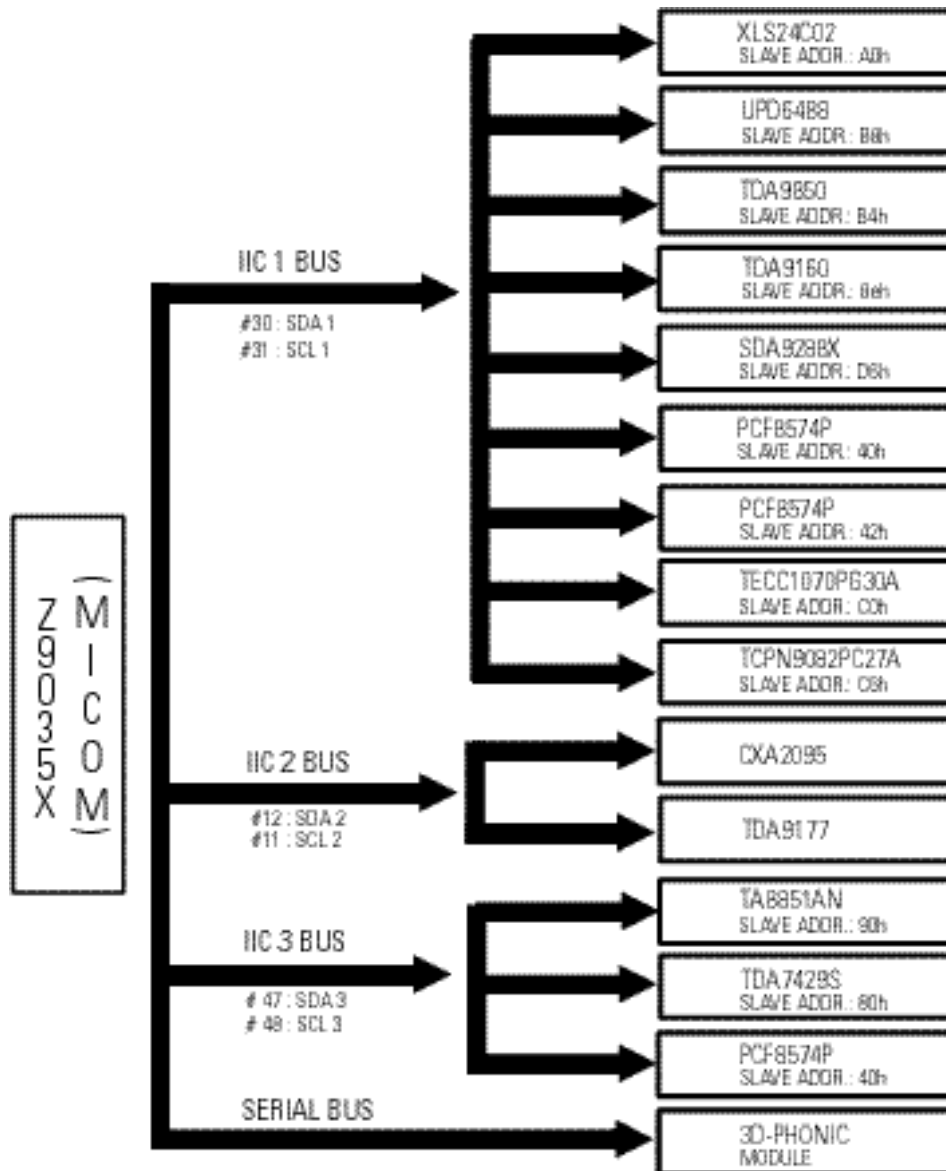 XLS24C02
SLAVE ADDR.: A0h
UPD6488
SLAVE ADDR.:
TDA9850
SLAVE ADDR.: B4h
IIC 1 BUS
#30 : SDA 1
#31 : SCL 1
TDA9160
SLAVE ADDR.:
SDA9288X
SLAVE ADDR.: D6h
PCF8574P
SLAVE ADDR.: 40h
PCF8574P
SLAVE ADDR.: 42h
TECC1070PG30A
SLAVE ADDR.: C0h
TCPN9082PC27A
SLAVE ADDR.:
Z9035X
(MICOM)
IIC 2 BUS
#12 : SDA 2
#11 : SCL 2
CXA2095
TDA9177
IIC 3 BUS
# 47 : SDA 3
# 48 : SCL 3
TA8851AN
SLAVE ADDR.: 90h
TDA7429S
SLAVE ADDR.: 80h
PCF8574P
SLAVE ADDR.: 40h
SERIAL BUS
3D-PHONIC
MODULE